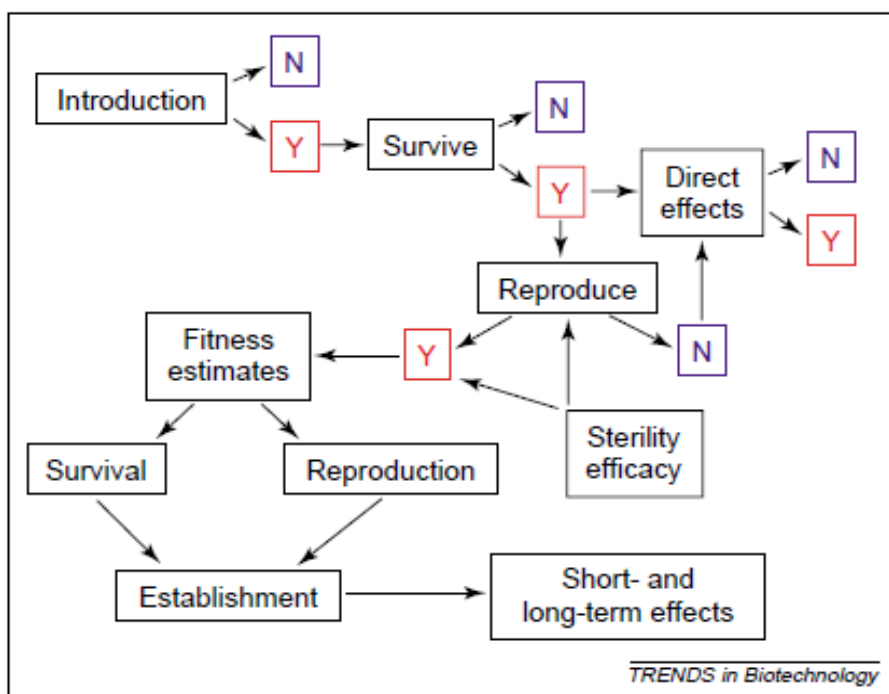 N
Introduction
Y
Survive
N
Y
Direct
effects
N
Y
Reproduce
Fitness
estimates
Y
N
Sterility
efficacy
Survival
Reproduction
Establishment
Short- and
long-term effects
TRENDS in Biotechnology